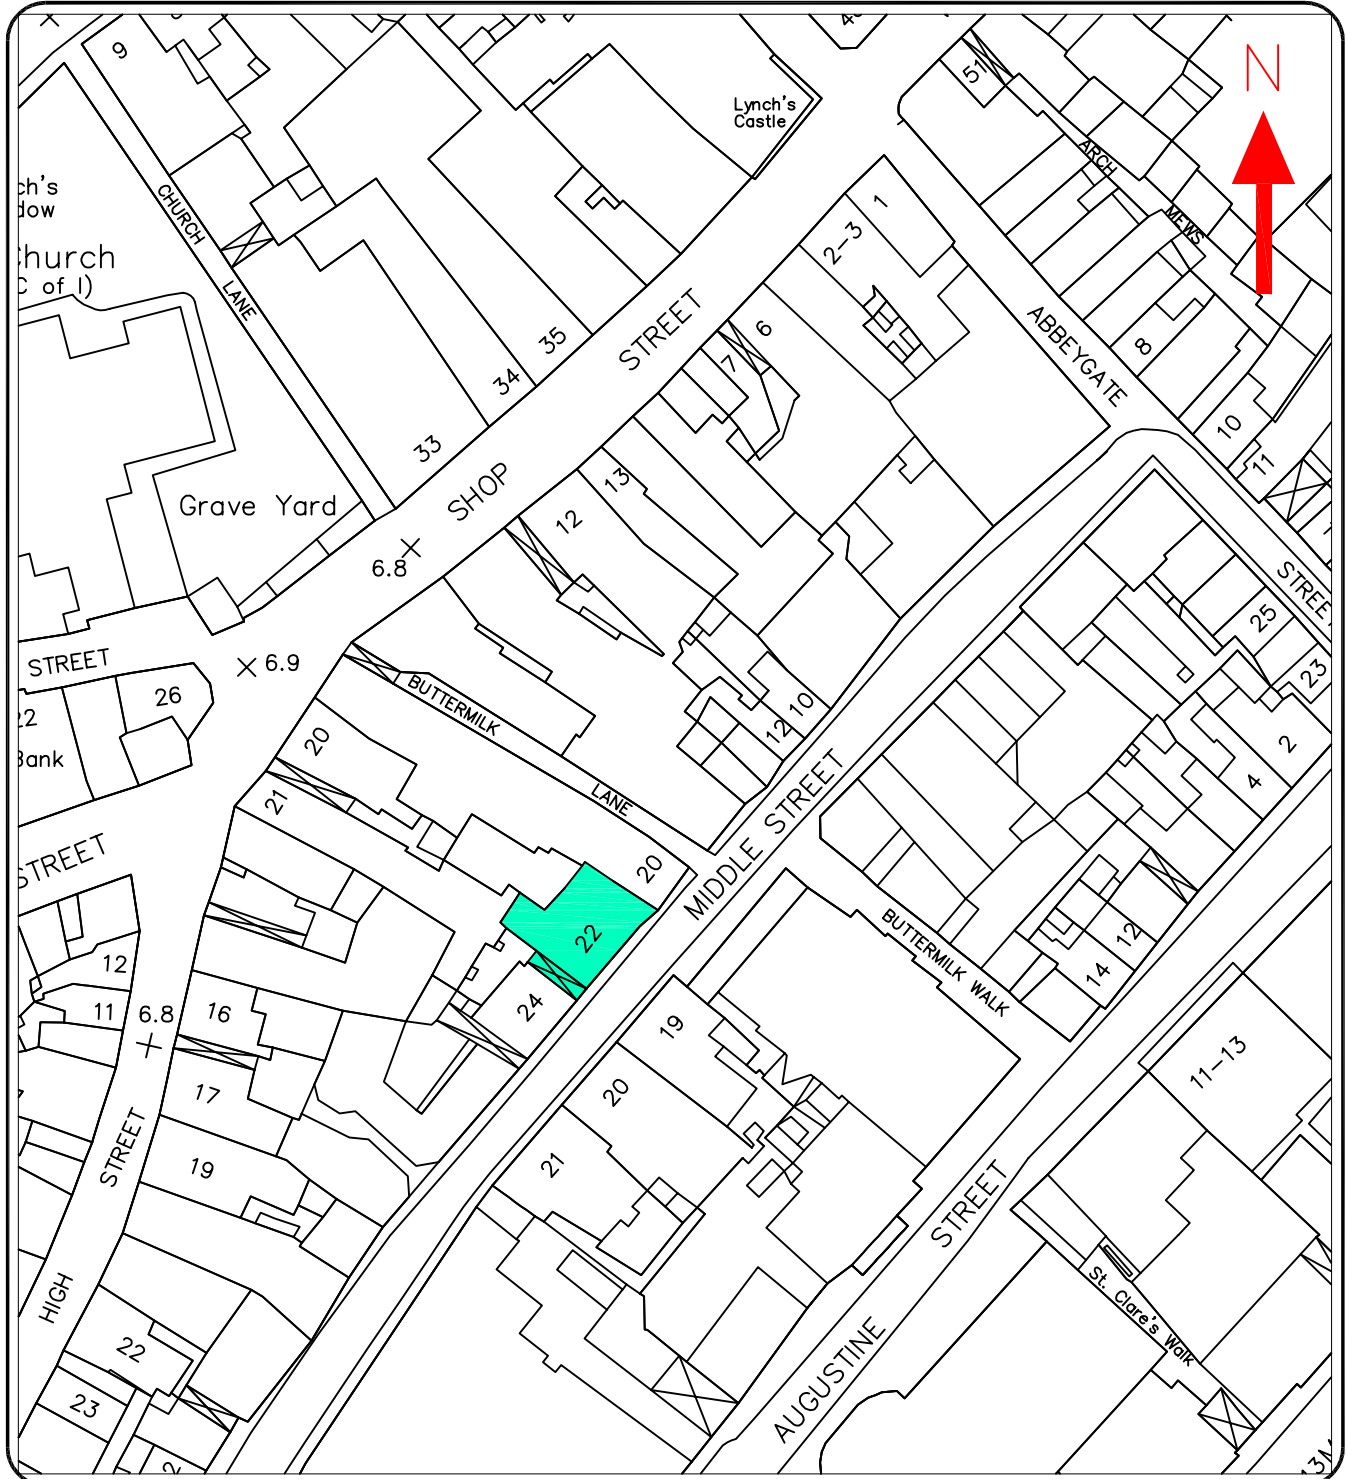 9
N
51
Lynch's
Castle
ARCH
MEWS
ch's
dow
CHURCH
LANE
Church
C of I)
1
2-3
6
7
8
ABBEYGATE
STREET
35
34
33
10
11
SHOP
STREET
13
12
Grave Yard
6.8
6.9
STREET
26
22
Bank
BUTTERMILK
LANE
20
21
10
12
25
23
2
4
STREET
MIDDLE STREET
20
22
24
BUTTERMILK WALK
12
14
12
11
6.8
16
17
19
19
20
21
11-13
HIGH
STREET
22
23
2
AUGUSTINE
STREET
St. Clare's Walk